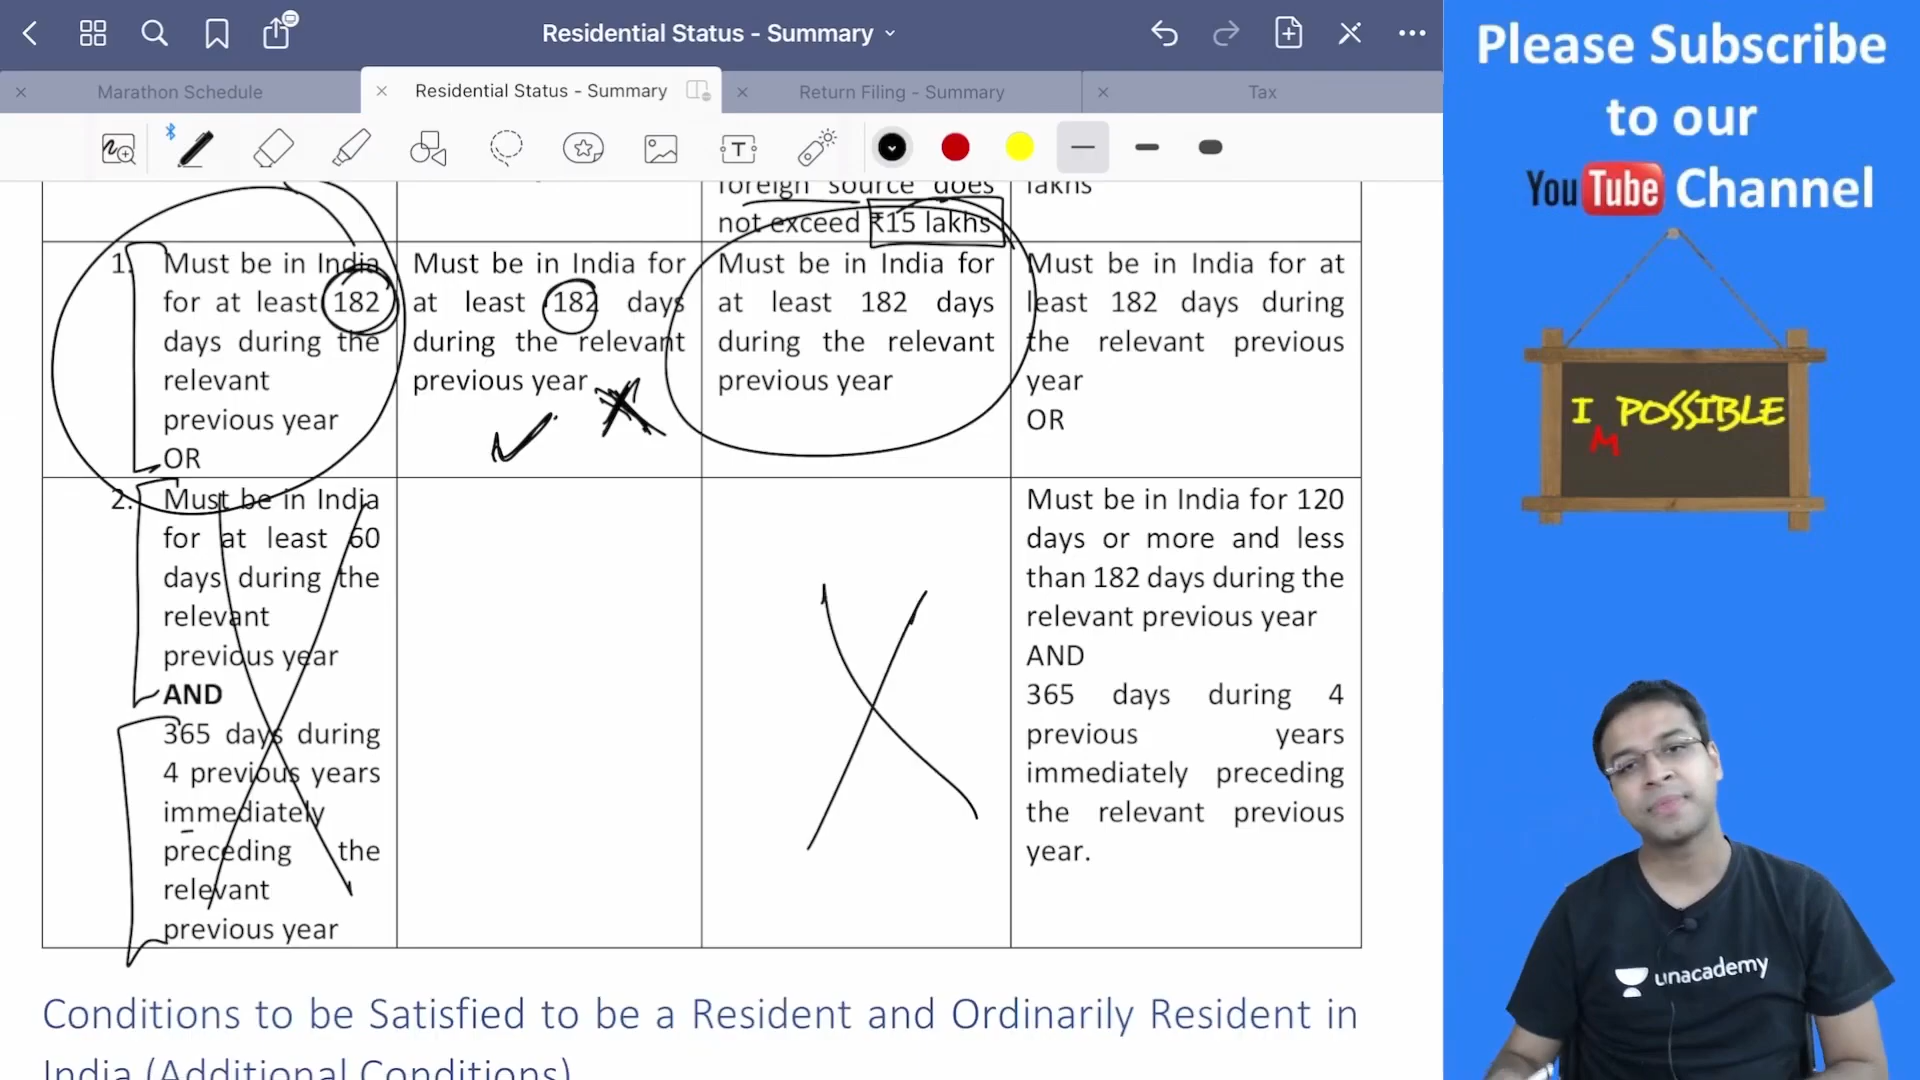 Residential Status - Summary
Marathon Schedule
Residential Status - Summary
Return Filing - Summary
Tax
T
foreign source does
not exceed ₹15 lakhs
lakhs
1. Must be in India
for at least 182
days during the
relevant
previous year
OR
Must be in India for
at least 182 days
during the relevant
previous year
Must be in India for
at least 182 days
during the relevant
previous year
Must be in India for at
least 182 days during
the relevant previous
year
OR
2. Must be in India
for at least 60
days during the
relevant
previous year
AND
365 days during
4 previous years
immediately
preceding the
relevant
previous year
Must be in India for 120
days or more and less
than 182 days during the
relevant previous year
AND
365 days during 4
previous years
immediately preceding
the relevant previous
year.
Conditions to be Satisfied to be a Resident and Ordinarily Resident in
India (Additional Conditions)
Please Subscribe
to our
YouTube Channel
I POSSIBLE
M
unacademy